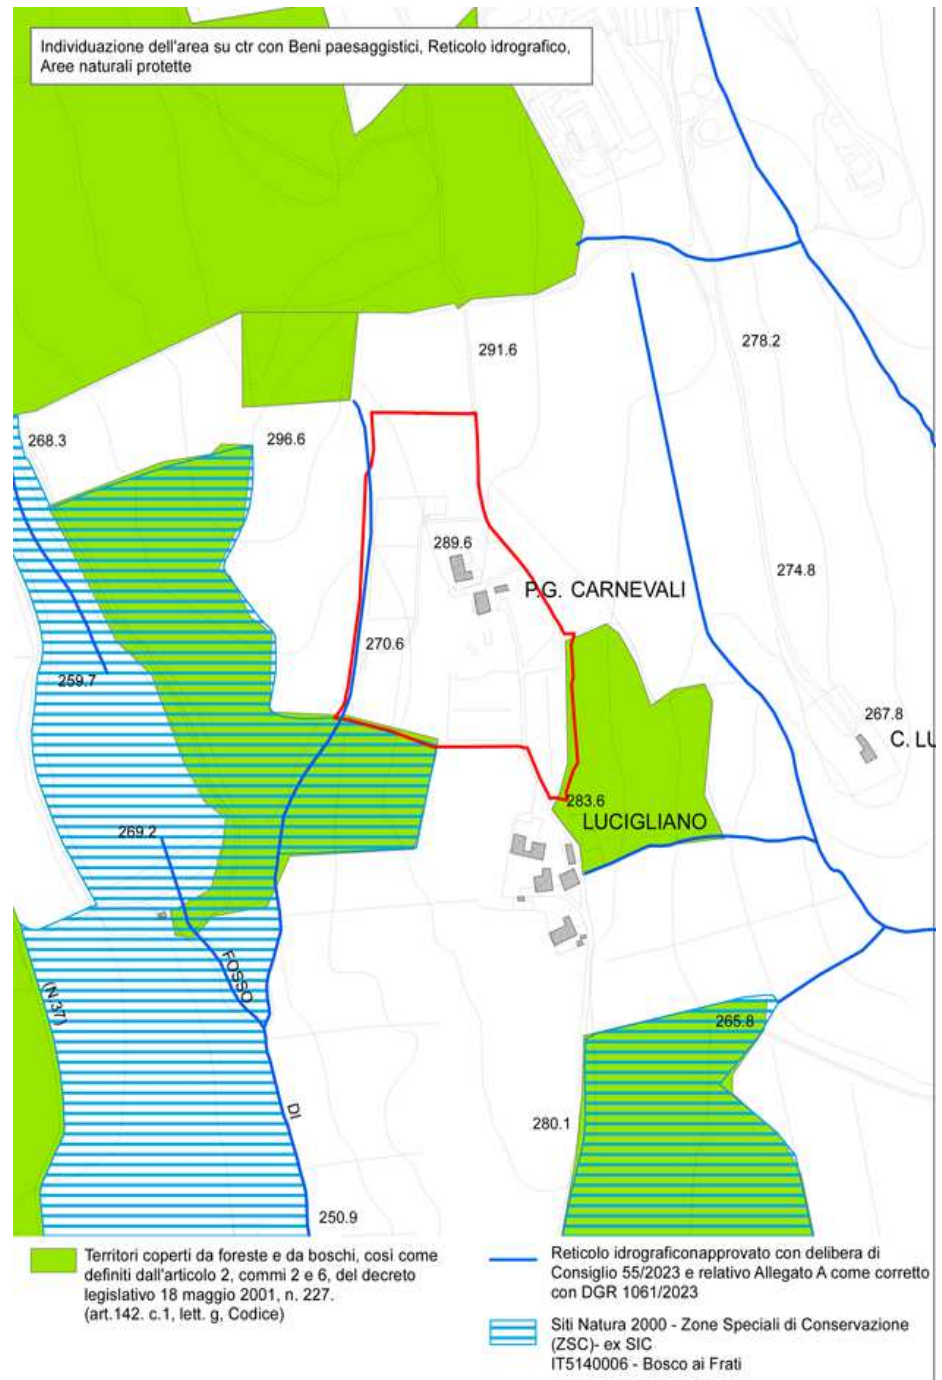 Individuazione dell'area su ctr con Beni paesaggistici, Reticolo idrografico,
Aree naturali protette
291.6
278.2
268.3
296.6
289.6
274.8
P.G. CARNEVALI
270.6
259.7
267.8
C. LU
283.6
LUCIGLIANO
269.2
FOSSO
(N.37)
265.8
DI
280.1
250.9
Territori coperti da foreste e da boschi, così come
definiti dall'articolo 2, commi 2 e 6, del decreto
legislativo 18 maggio 2001, n. 227.
(art.142. c.1, lett. g, Codice)
Reticolo idrograficonapprovato con delibera di
Consiglio 55/2023 e relativo Allegato A come corretto
con DGR 1061/2023
Siti Natura 2000 - Zone Speciali di Conservazione
(ZSC)- ex SIC
IT5140006 - Bosco ai Frati